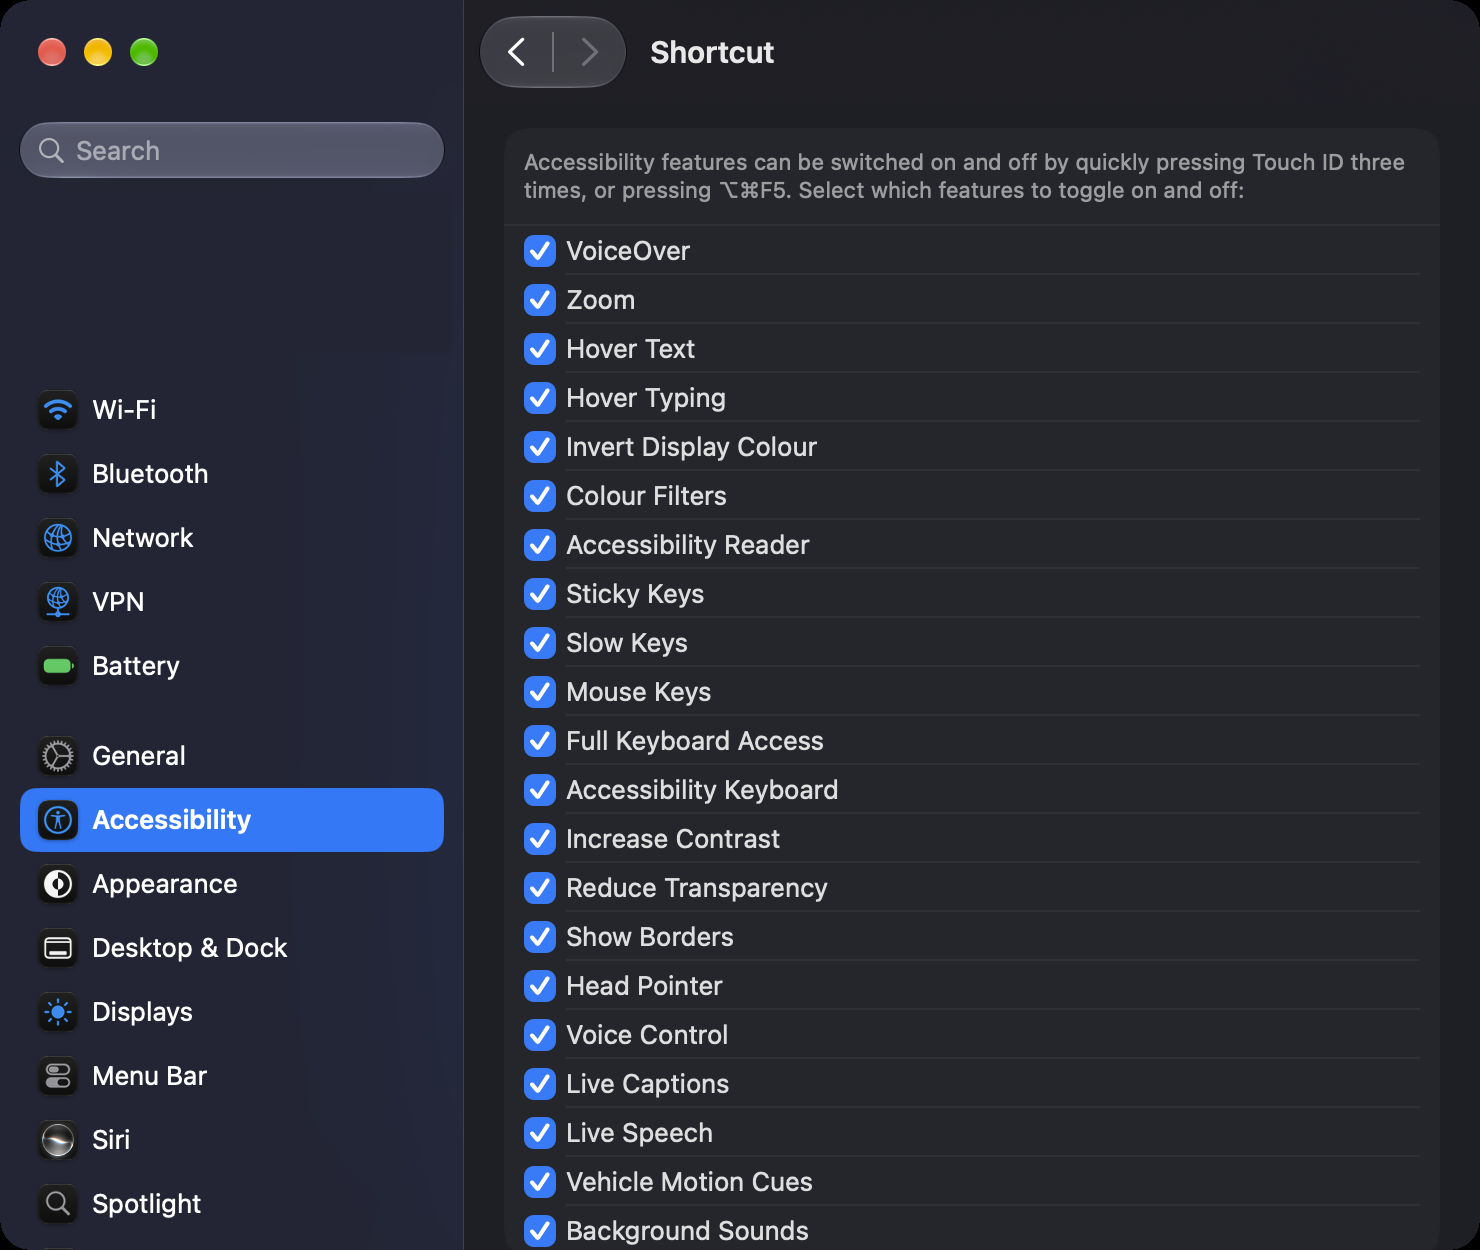 Search
Wi-Fi
Bluetooth
Network
VPN
Battery
General
Accessibility
Appearance
Desktop & Dock
Displays
Menu Bar
Siri
Spotlight
Shortcut
Accessibility features can be switched on and off by quickly pressing Touch ID three
times, or pressing ⌥⌘F5. Select which features to toggle on and off:
VoiceOver
Zoom
Hover Text
Hover Typing
Invert Display Colour
Colour Filters
Accessibility Reader
Sticky Keys
Slow Keys
Mouse Keys
Full Keyboard Access
Accessibility Keyboard
Increase Contrast
Reduce Transparency
Show Borders
Head Pointer
Voice Control
Live Captions
Live Speech
Vehicle Motion Cues
Background Sounds